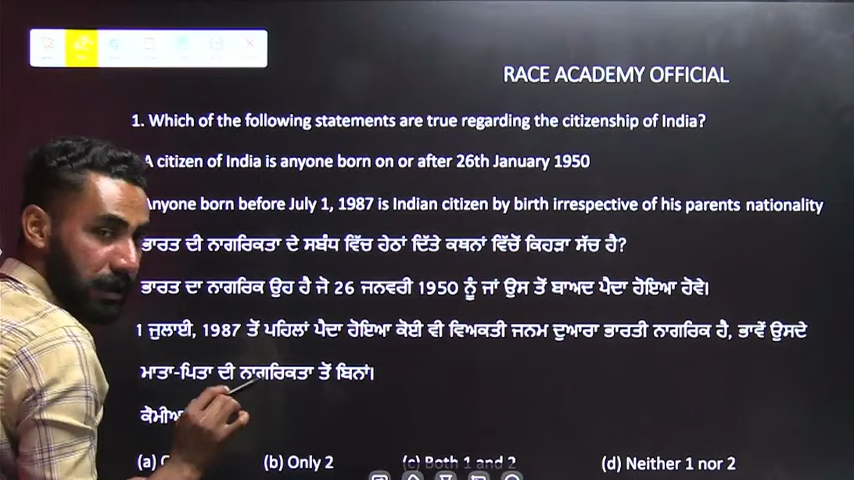 RACE ACADEMY OFFICIAL
1. Which of the following statements are true regarding the citizenship of India?
A citizen of India is anyone born on or after 26th January 1950
Anyone born before July 1, 1987 is Indian citizen by birth irrespective of his parents nationality
ਭਾਰਤ ਦੀ ਨਾਗਰਿਕਤਾ ਦੇ ਸਬੰਧ ਵਿੱਚ ਹੇਠਾਂ ਦਿੱਤੇ ਕਥਨਾਂ ਵਿੱਚੋਂ ਕਿਹੜਾ ਸੱਚ ਹੈ?
ਭਾਰਤ ਦਾ ਨਾਗਰਿਕ ਉਹ ਹੈ ਜੋ 26 ਜਨਵਰੀ 1950 ਨੂੰ ਜਾਂ ਉਸ ਤੋਂ ਬਾਅਦ ਪੈਦਾ ਹੋਇਆ ਹੋਵੇ।
1 ਜੁਲਾਈ, 1987 ਤੋਂ ਪਹਿਲਾਂ ਪੈਦਾ ਹੋਇਆ ਕੋਈ ਵੀ ਵਿਅਕਤੀ ਜਨਮ ਦੁਆਰਾ ਭਾਰਤੀ ਨਾਗਰਿਕ ਹੈ, ਭਾਵੇਂ ਉਸਦੇ
ਮਾਤਾ-ਪਿਤਾ ਦੀ ਨਾਗਰਿਕਤਾ ਤੋਂ ਬਿਨਾਂ।
(a) (b) Only 2 (c) Both 1 and 2 (d) Neither 1 nor 2